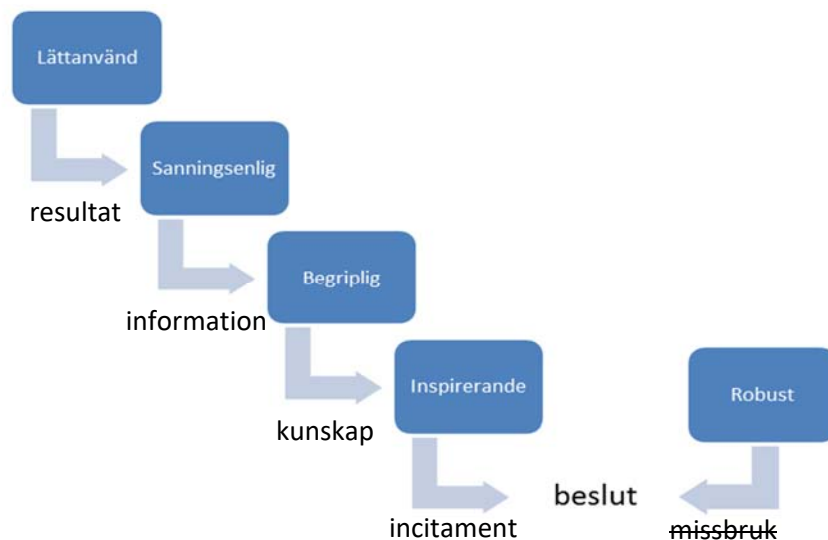 Lättanvänd
Sanningsenlig
resultat
Begriplig
information
Inspirerande
Robust
kunskap
beslut
incitament
missbruk